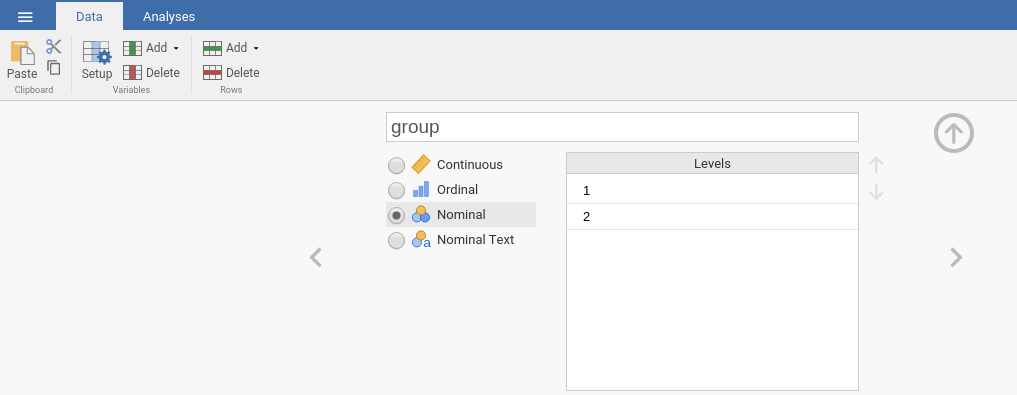 Data Analyses
Paste
Clipboard
Setup
Add
Delete
Variables
Add
Delete
Rows
group
Continuous
Ordinal
Nominal
a Nominal Text
Levels
1
2